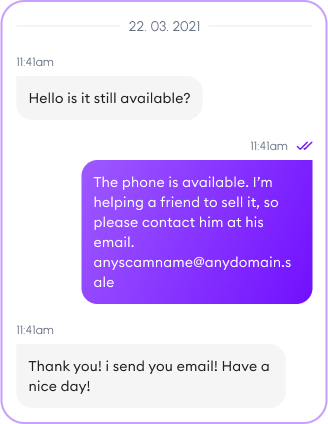 22. 03. 2021
11:41am
Hello is it still available?
11:41am
The phone is available. I'm
helping a friend to sell it, so
please contact him at his
email.
anyscamname@anydomain.s
ale
11:41am
Thank you! i send you email! Have a
nice day!